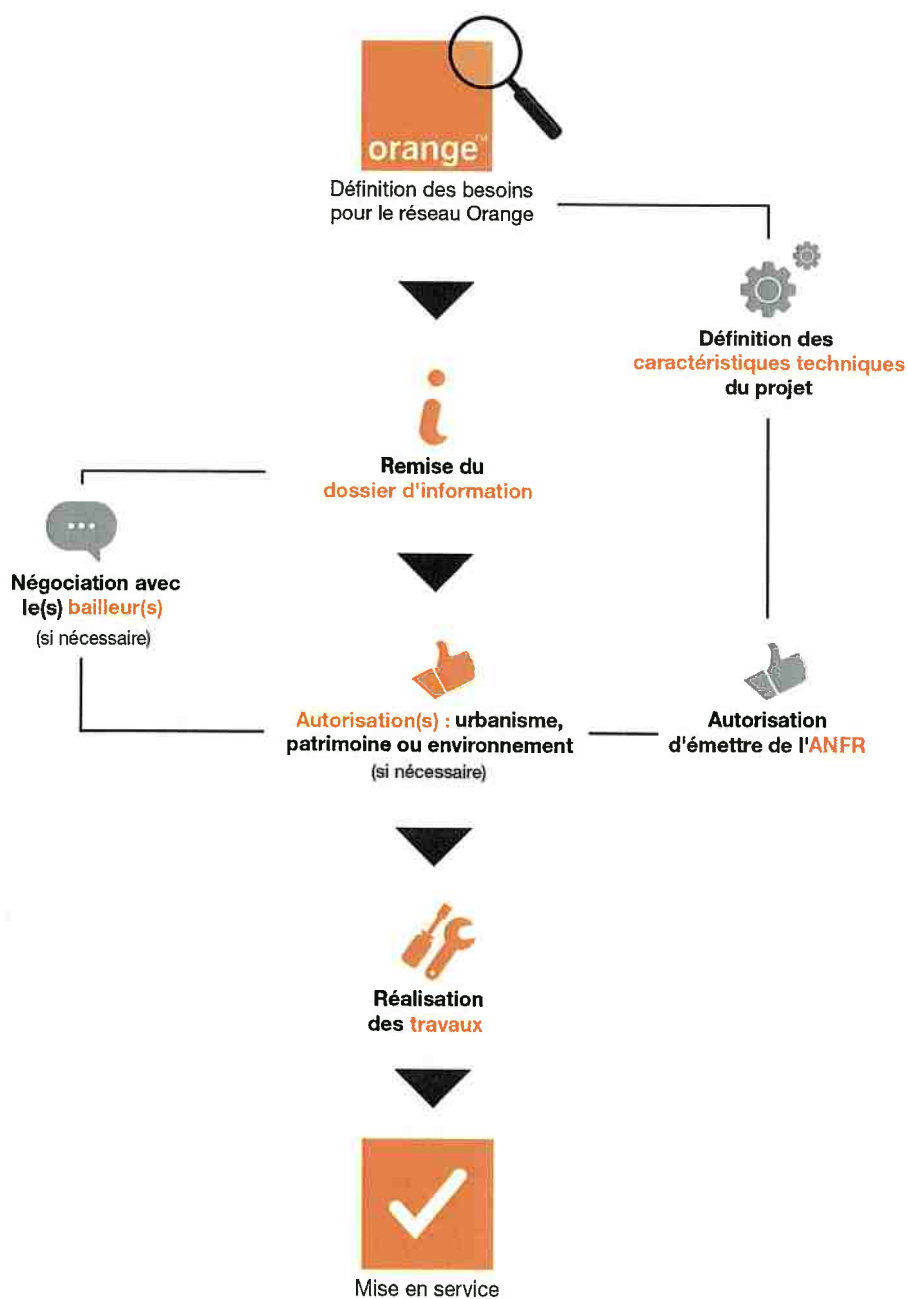 orange™
Définition des besoins
pour le réseau Orange
Définition des
caractéristiques techniques
du projet
Remise du
dossier d'information
Négociation avec
le(s) bailleur(s)
(si nécessaire)
Autorisation(s) : urbanisme,
patrimoine ou environnement
(si nécessaire)
Autorisation
d'émettre de l'ANFR
Réalisation
des travaux
Mise en service